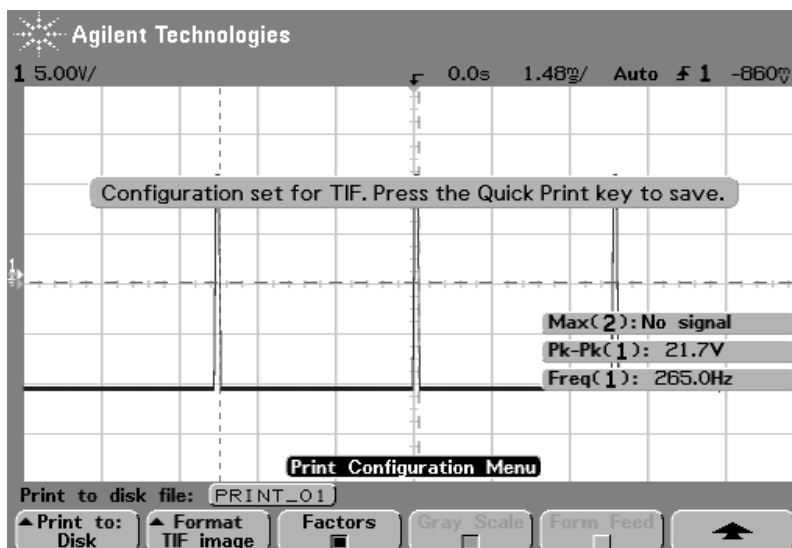 Agilent Technologies
1 5.00V/ 0.0s 1.48ms/ Auto 1 -860mV
Configuration set for TIF. Press the Quick Print key to save.
1
Max(2): No signal
Pk-Pk(1): 21.7V
Freq(1): 265.0Hz
Print Configuration Menu
Print to disk file: PRINT_01
Print to: Disk
Format TIF image
Factors
Gray Scale
Form Feed